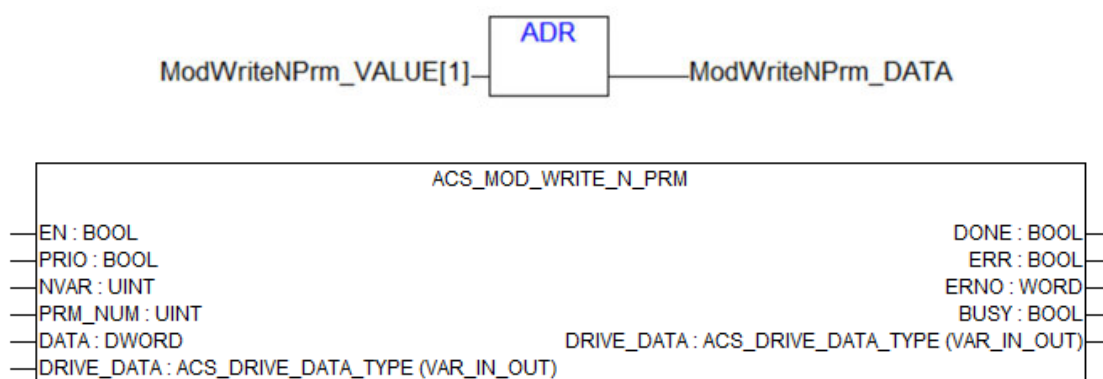 ADR
ModWriteNPrm_VALUE[1] ModWriteNPrm_DATA
ACS_MOD_WRITE_N_PRM
EN : BOOL DONE : BOOL
PRIO : BOOL ERR : BOOL
NVAR : UINT ERNO : WORD
PRM_NUM : UINT BUSY : BOOL
DATA : DWORD DRIVE_DATA : ACS_DRIVE_DATA_TYPE (VAR_IN_OUT)
DRIVE_DATA : ACS_DRIVE_DATA_TYPE (VAR_IN_OUT)